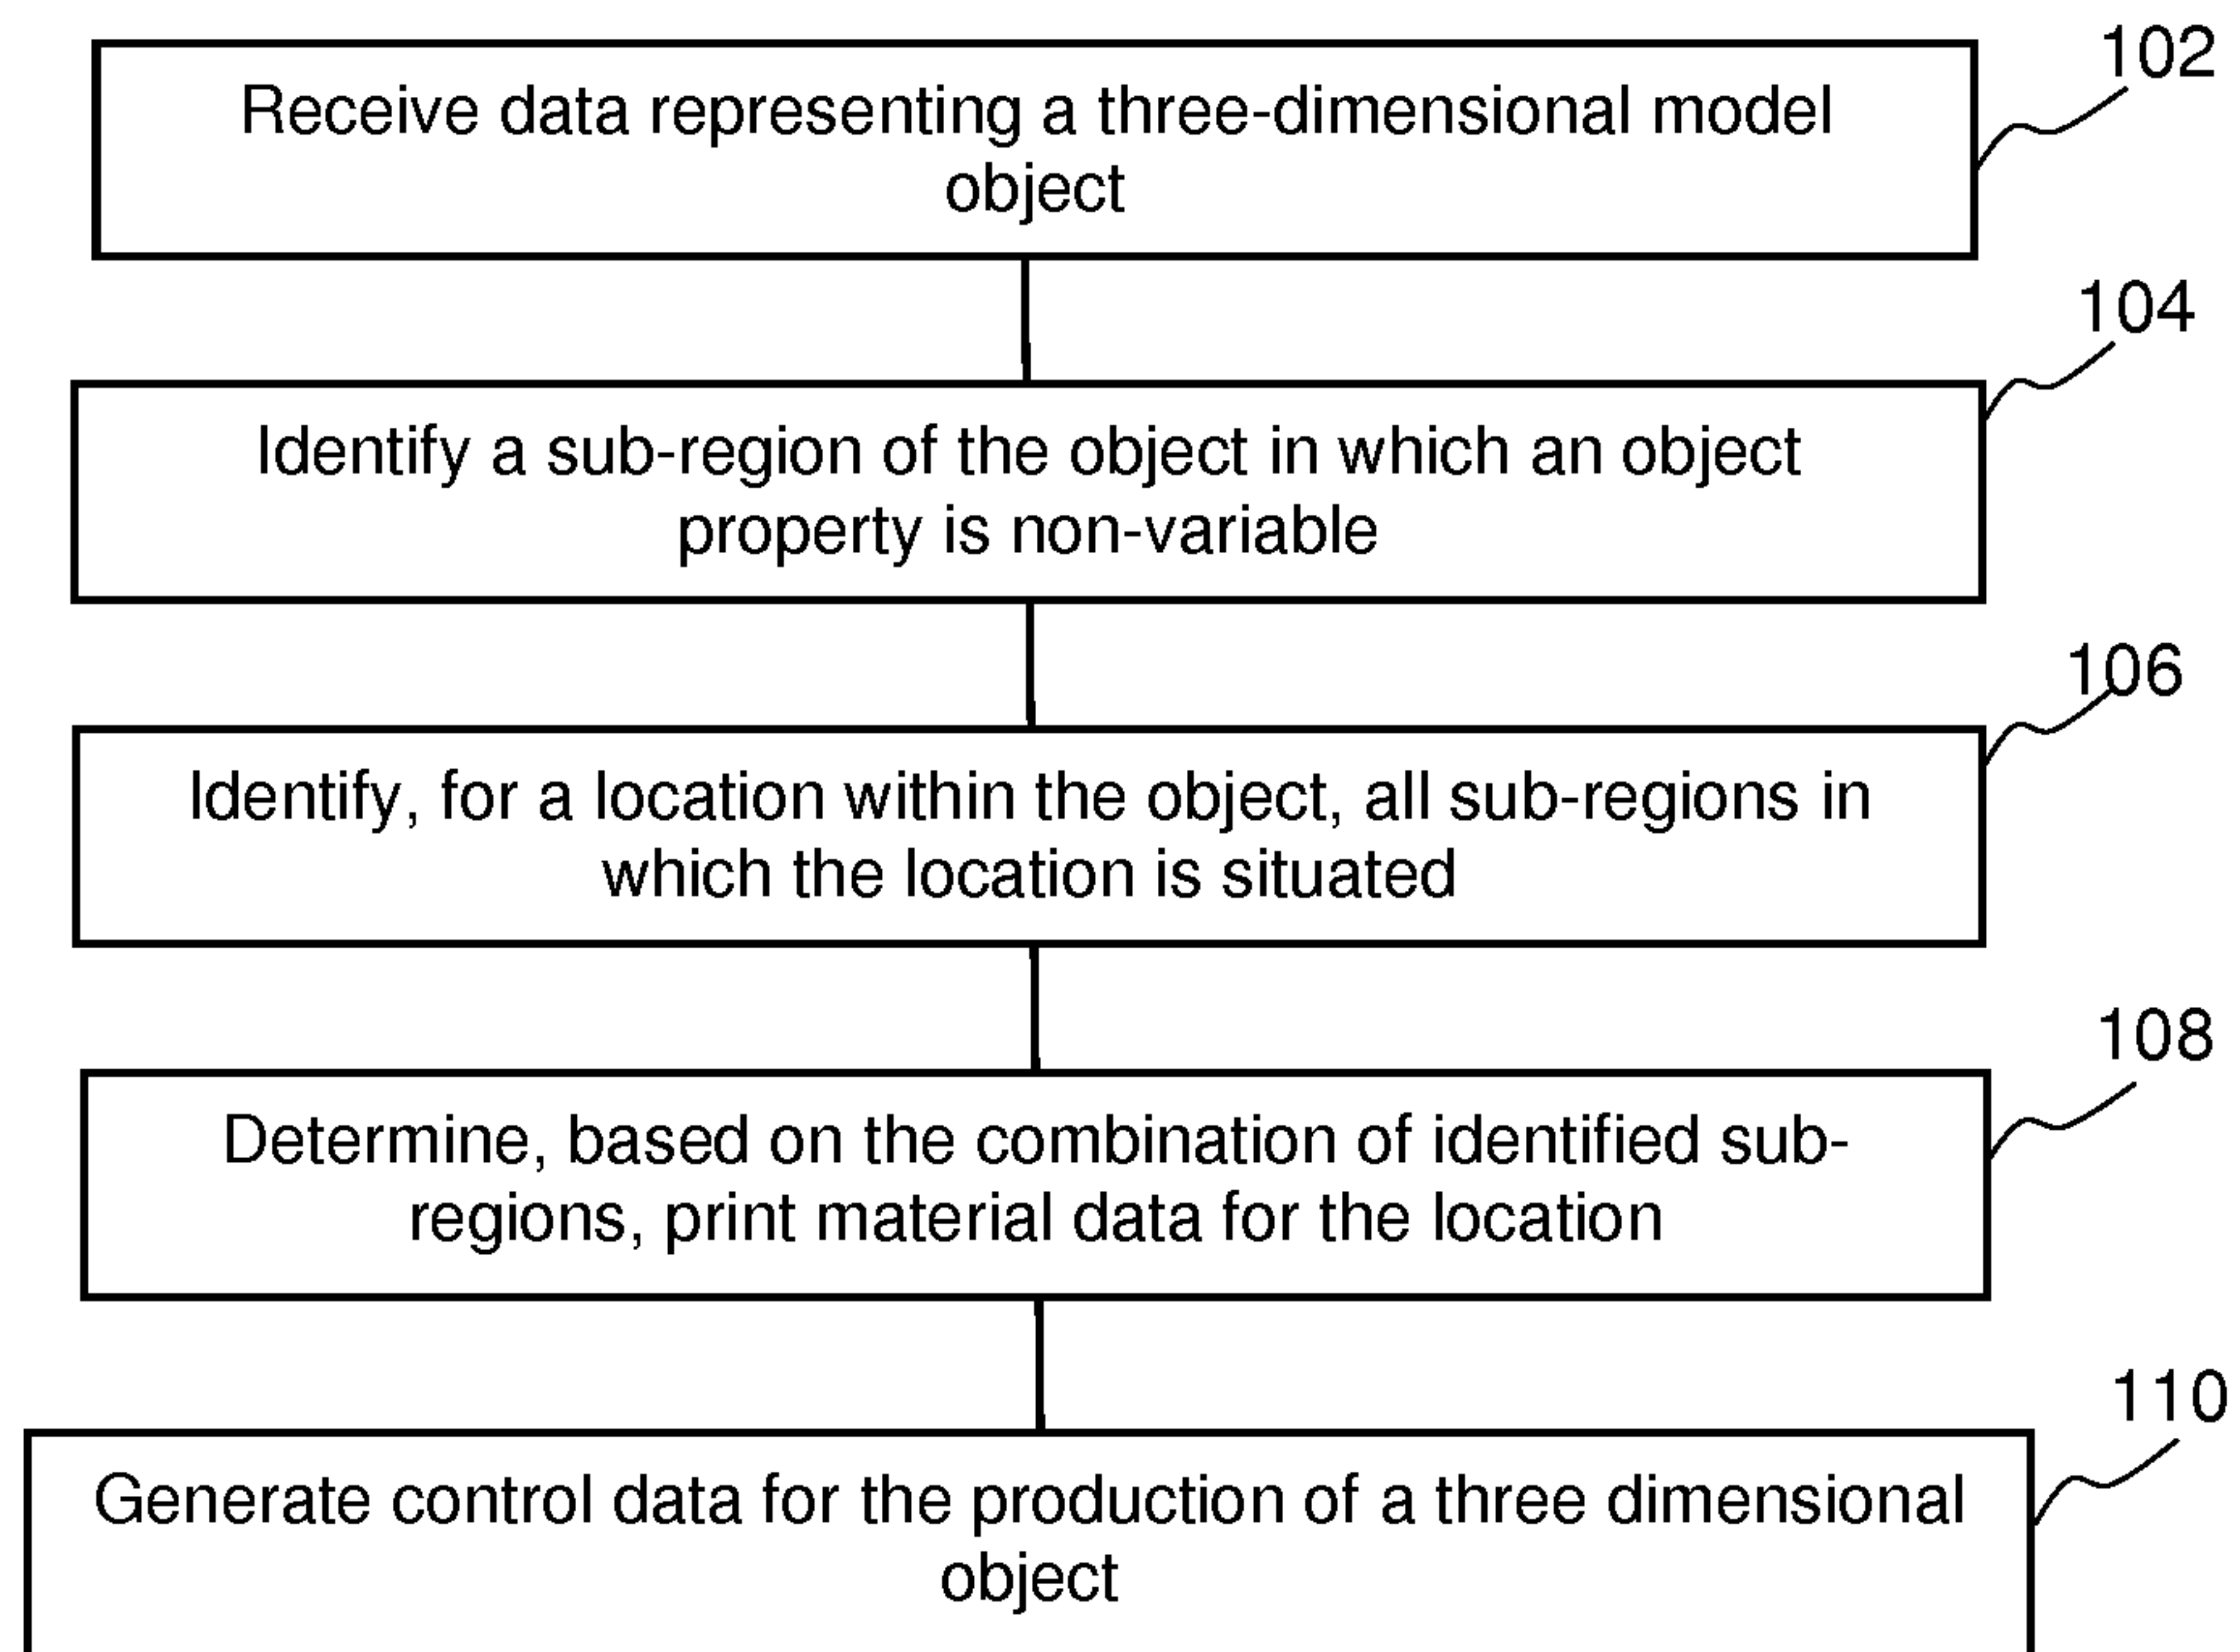 102
Receive data representing a three-dimensional model
object
104
Identify a sub-region of the object in which an object
property is non-variable
106
Identify, for a location within the object, all sub-regions in
which the location is situated
108
Determine, based on the combination of identified sub-
regions, print material data for the location
110
Generate control data for the production of a three dimensional
object